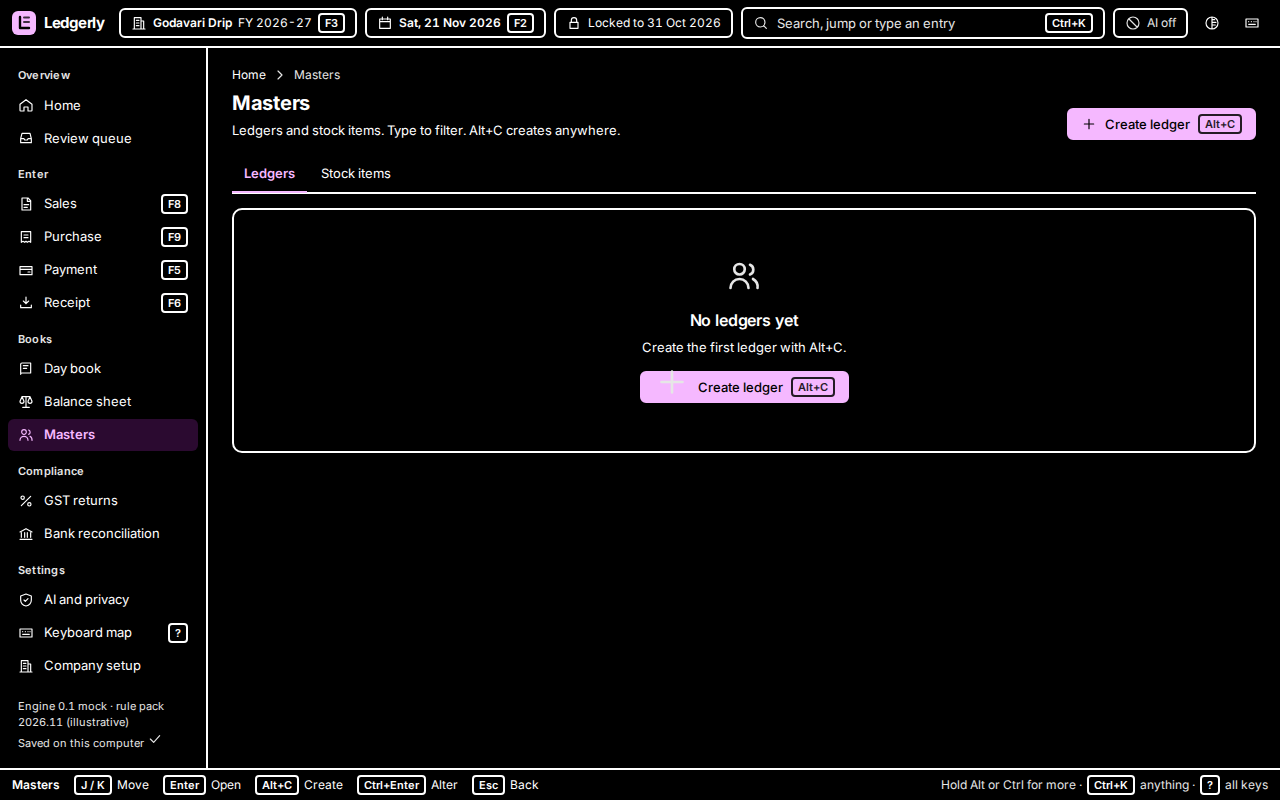 Ledgerly
Godavari Drip FY 2026-27 F3
Sat, 21 Nov 2026 F2
Locked to 31 Oct 2026
Search, jump or type an entry Ctrl+K
AI off
Overview
Home
Review queue
Enter
Sales F8
Purchase F9
Payment F5
Receipt F6
Books
Day book
Balance sheet
Masters
Compliance
GST returns
Bank reconciliation
Settings
AI and privacy
Keyboard map ?
Company setup
Engine 0.1 mock · rule pack
2026.11 (illustrative)
Saved on this computer
Home Masters
Masters
Ledgers and stock items. Type to filter. Alt+C creates anywhere.
Create ledger Alt+C
Ledgers Stock items
No ledgers yet
Create the first ledger with Alt+C.
Create ledger Alt+C
Masters J / K Move Enter Open Alt+C Create Ctrl+Enter Alter Esc Back
Hold Alt or Ctrl for more · Ctrl+K anything · ? all keys